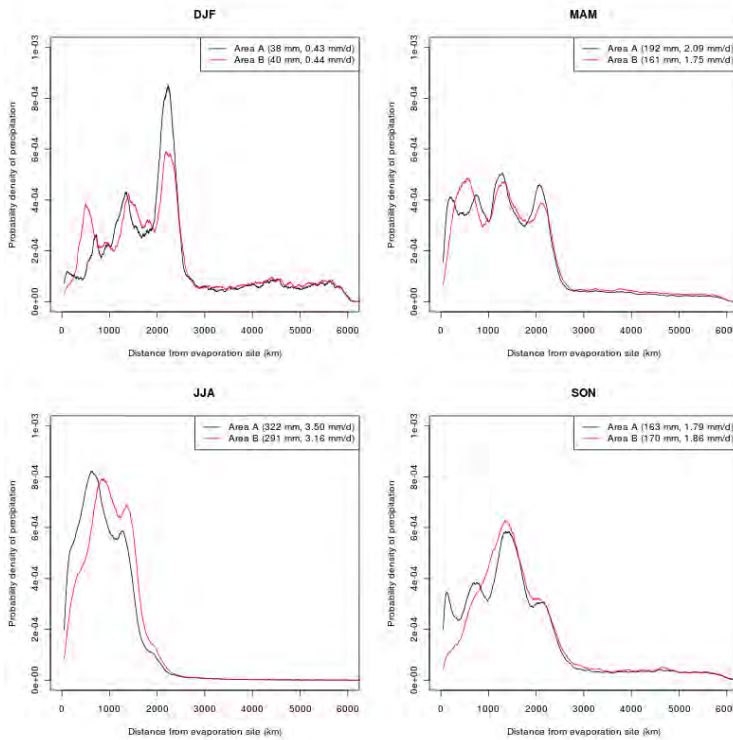 DJF
Area A (38 mm, 0.43 mm/d)
Area B (40 mm, 0.44 mm/d)
Probability density of precipitation
0e+00 2e-04 4e-04 6e-04 8e-04 1e-03
0 1000 2000 3000 4000 5000 6000
Distance from evaporation site (km)
MAM
Area A (192 mm, 2.09 mm/d)
Area B (161 mm, 1.75 mm/d)
Probability density of precipitation
0e+00 2e-04 4e-04 6e-04 8e-04 1e-03
0 1000 2000 3000 4000 5000 6000
Distance from evaporation site (km)
JJA
Area A (322 mm, 3.50 mm/d)
Area B (291 mm, 3.16 mm/d)
Probability density of precipitation
0e+00 2e-04 4e-04 6e-04 8e-04 1e-03
0 1000 2000 3000 4000 5000 6000
Distance from evaporation site (km)
SON
Area A (163 mm, 1.79 mm/d)
Area B (170 mm, 1.86 mm/d)
Probability density of precipitation
0e+00 2e-04 4e-04 6e-04 8e-04 1e-03
0 1000 2000 3000 4000 5000 6000
Distance from evaporation site (km)